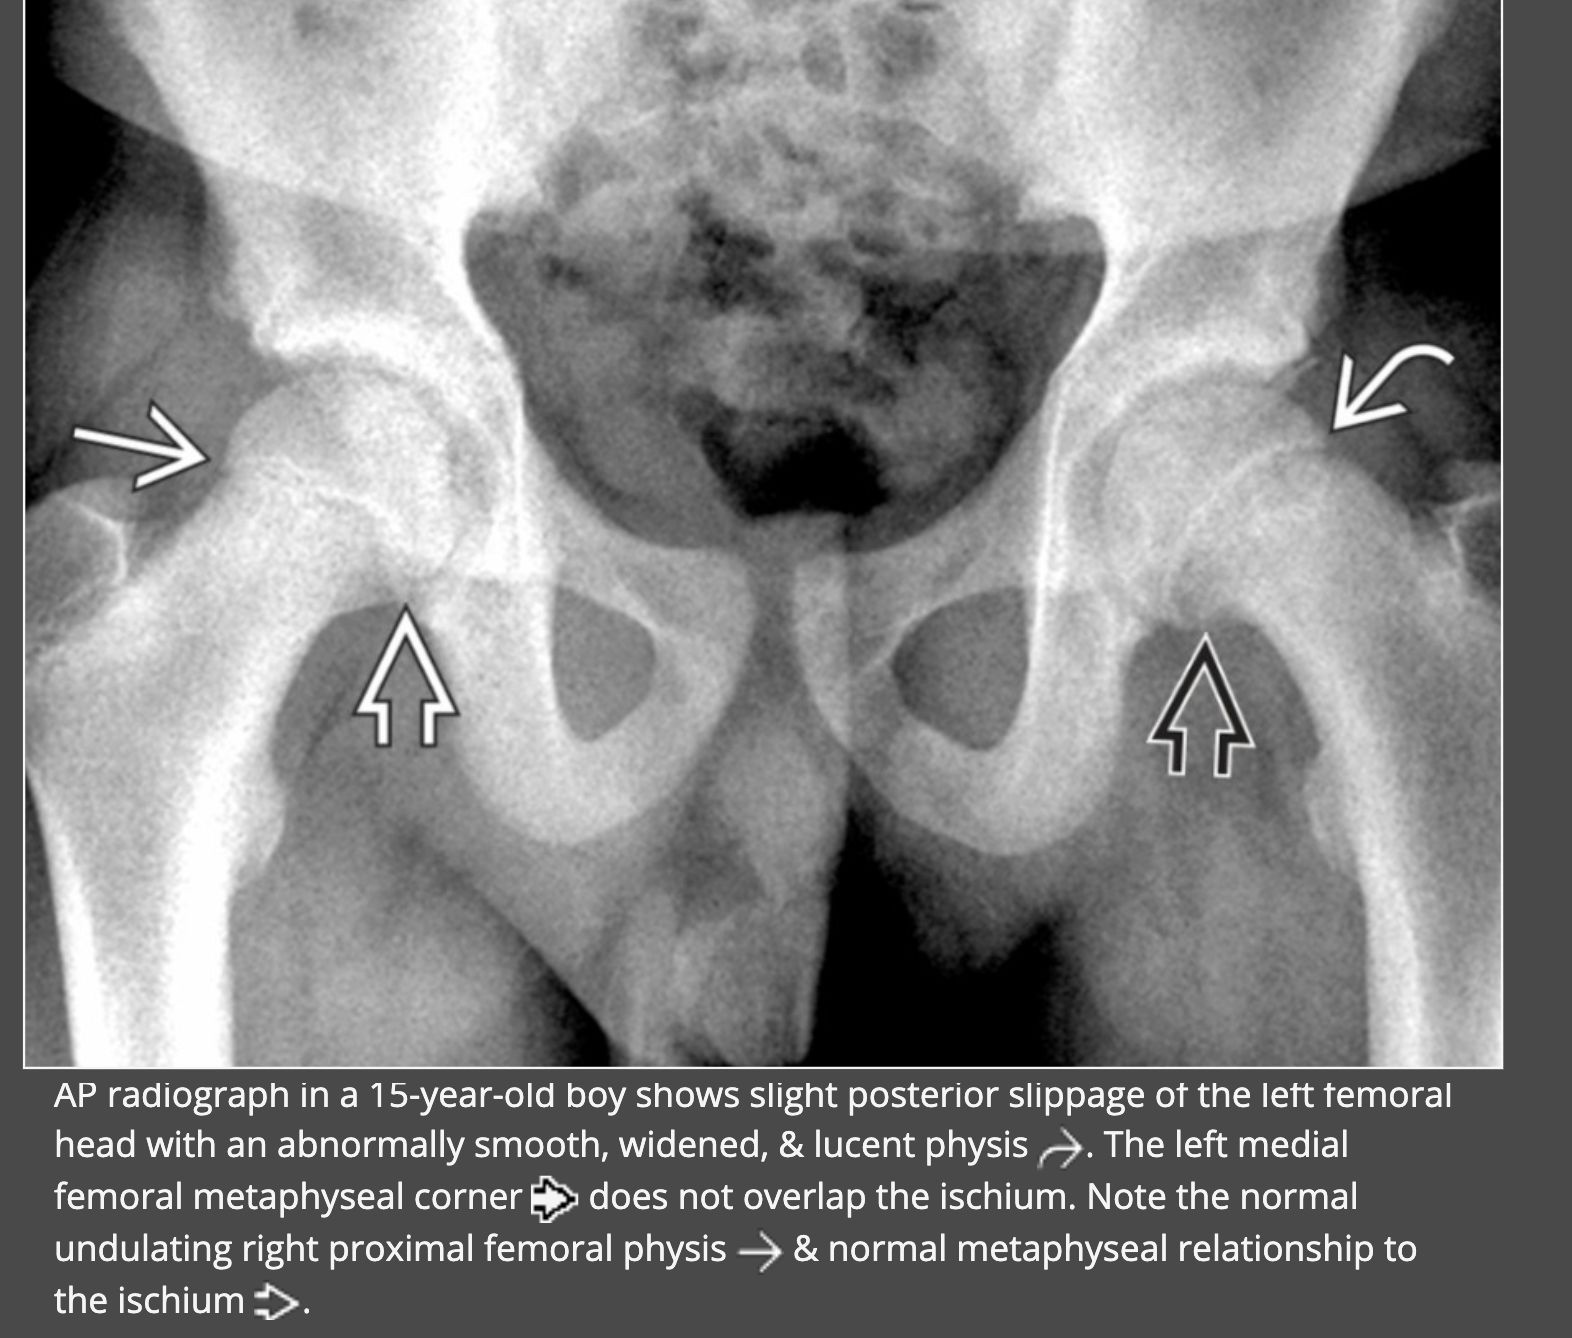 AP radiograph in a 15-year-old boy shows slight posterior slippage of the left femoral
head with an abnormally smooth, widened, & lucent physis . The left medial
femoral metaphyseal corner does not overlap the ischium. Note the normal
undulating right proximal femoral physis & normal metaphyseal relationship to
the ischium .